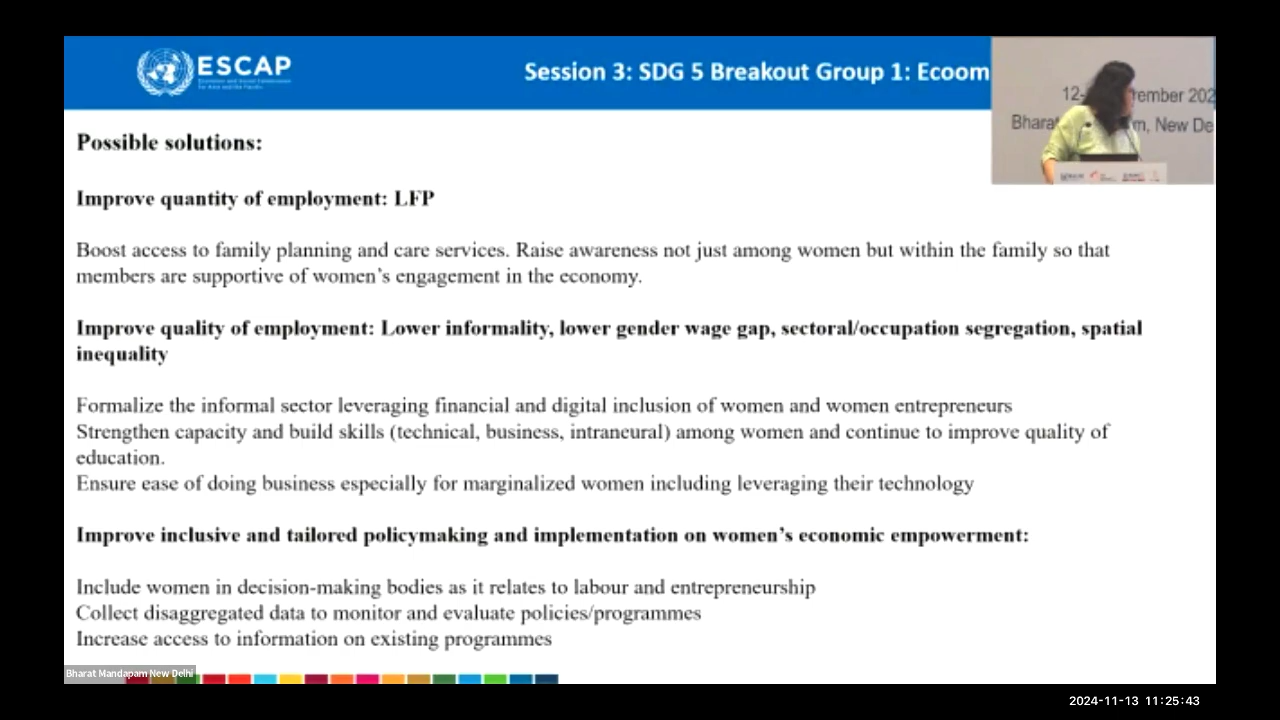 ESCAP
Session 3: SDG 5 Breakout Group 1: Ecoom
12- ember 202
Bharat m, New De
Possible solutions:
Improve quantity of employment: LFP
Boost access to family planning and care services. Raise awareness not just among women but within the family so that
members are supportive of women's engagement in the economy.
Improve quality of employment: Lower informality, lower gender wage gap, sectoral/occupation segregation, spatial
inequality
Formalize the informal sector leveraging financial and digital inclusion of women and women entrepreneurs
Strengthen capacity and build skills (technical, business, intraneural) among women and continue to improve quality of
education.
Ensure ease of doing business especially for marginalized women including leveraging their technology
Improve inclusive and tailored policymaking and implementation on women's economic empowerment:
Include women in decision-making bodies as it relates to labour and entrepreneurship
Collect disaggregated data to monitor and evaluate policies/programmes
Increase access to information on existing programmes
Bharat Mandapam New Delhi
2024-11-13 11:25:43